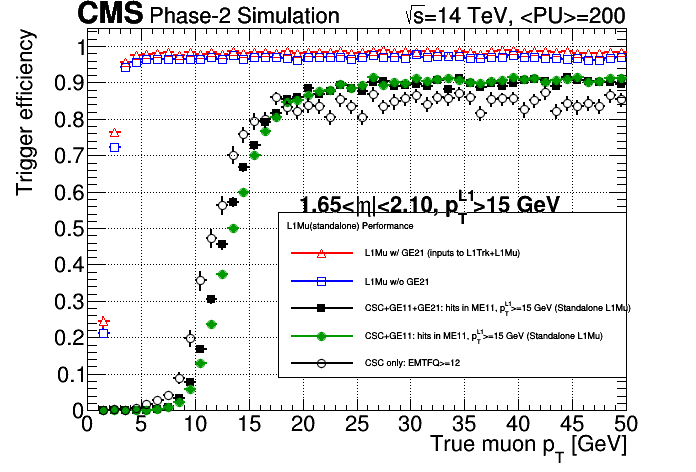 CMS Phase-2 Simulation √s=14 TeV, <PU>=200
Trigger efficiency
1
0.9
0.8
0.7
0.6
0.5
0.4
0.3
0.2
0.1
0
1.65<|η|<2.10, p_T^L1>15 GeV
L1Mu(standalone) Performance
L1Mu w/ GE21 (inputs to L1Trk+L1Mu)
L1Mu w/o GE21
CSC+GE11+GE21: hits in ME11, p_T^L1>=15 GeV (Standalone L1Mu)
CSC+GE11: hits in ME11, p_T^L1>=15 GeV (Standalone L1Mu)
CSC only: EMTFQ>=12
0 5 10 15 20 25 30 35 40 45 50
True muon p_T [GeV]